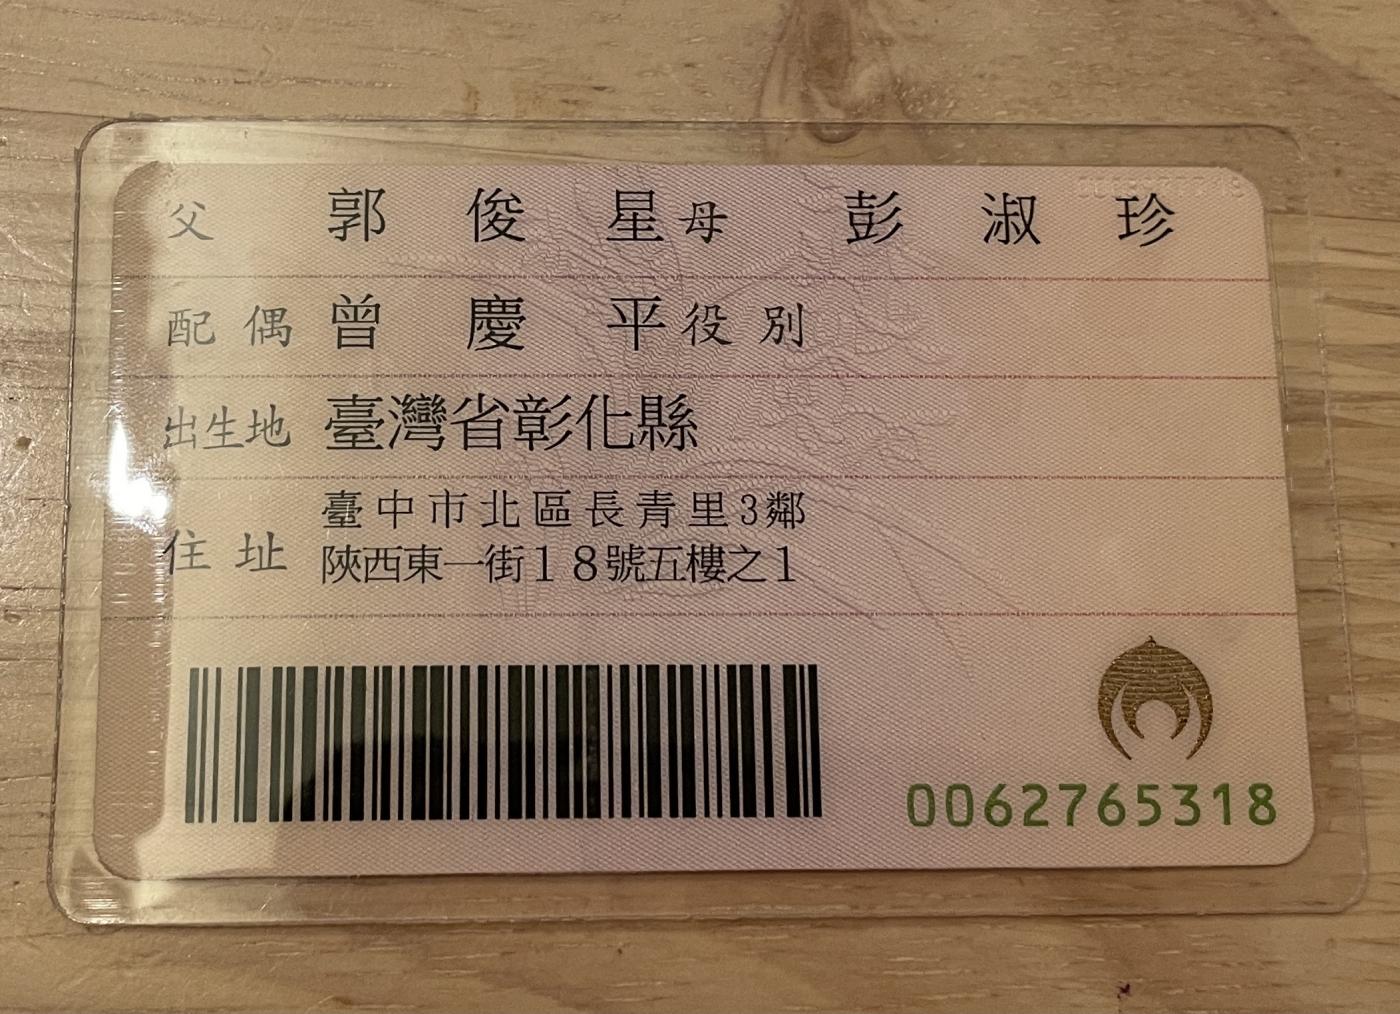 父 郭俊星 母 彭淑珍
配偶 曾慶平 役別
出生地 臺灣省彰化縣
住址 臺中市北區長青里3鄰
陝西東一街18號五樓之1
0062765318